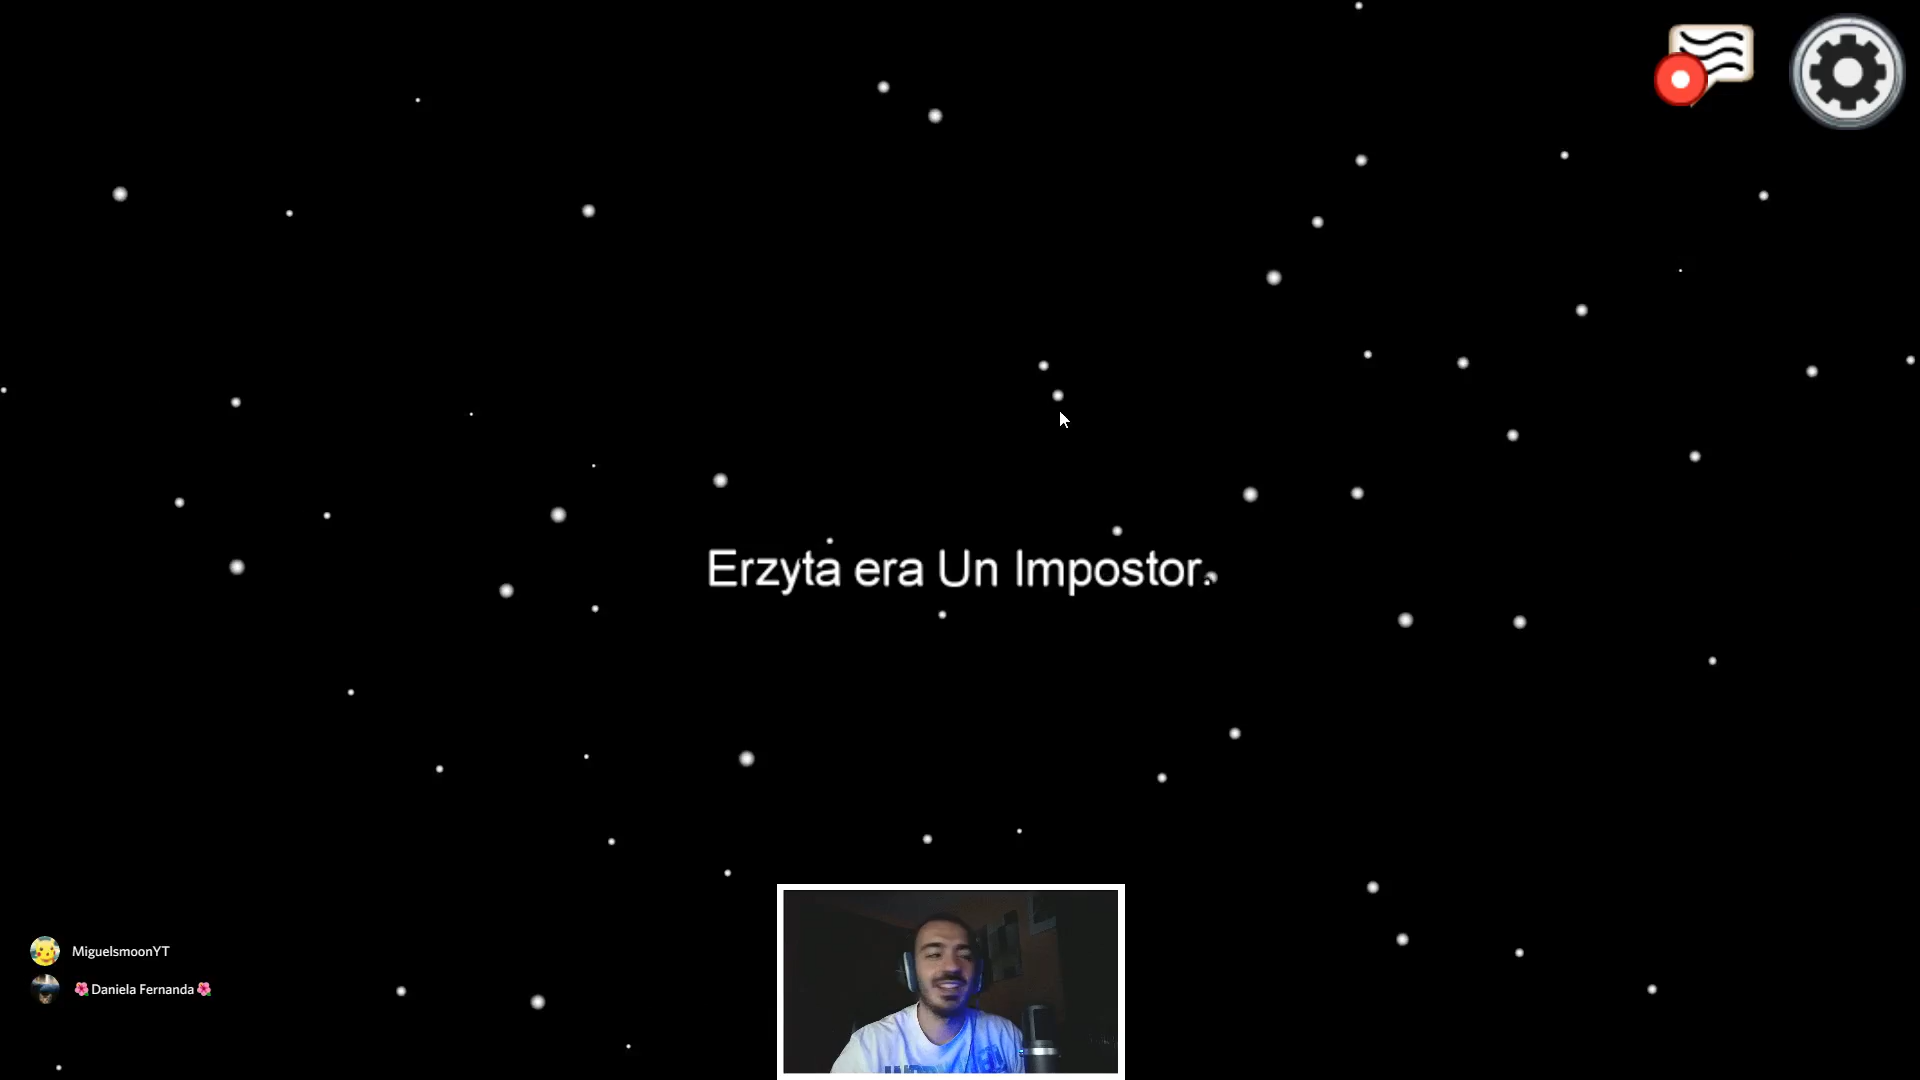 Erzyta era Un Impostor.
MiguelsmoonYT
🌺Daniela Fernanda🌺